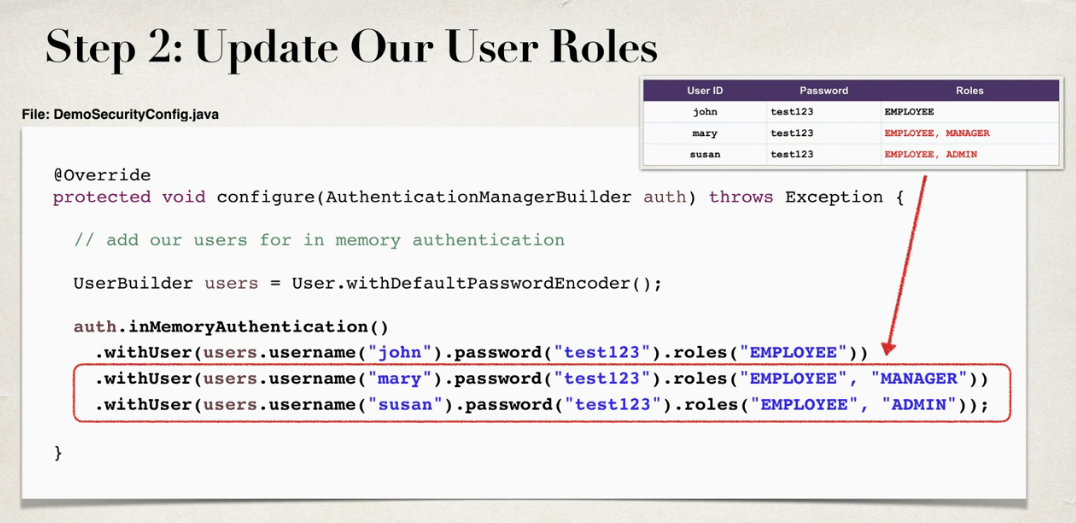 Step 2: Update Our User Roles
User ID Password Roles
john test123 EMPLOYEE
mary test123 EMPLOYEE, MANAGER
susan test123 EMPLOYEE, ADMIN
File: DemoSecurityConfig.java
@Override
protected void configure(AuthenticationManagerBuilder auth) throws Exception {
// add our users for in memory authentication
UserBuilder users = User.withDefaultPasswordEncoder();
auth.inMemoryAuthentication()
.withUser(users.username("john").password("test123").roles("EMPLOYEE"))
.withUser(users.username("mary").password("test123").roles("EMPLOYEE", "MANAGER"))
.withUser(users.username("susan").password("test123").roles("EMPLOYEE", "ADMIN"));
}